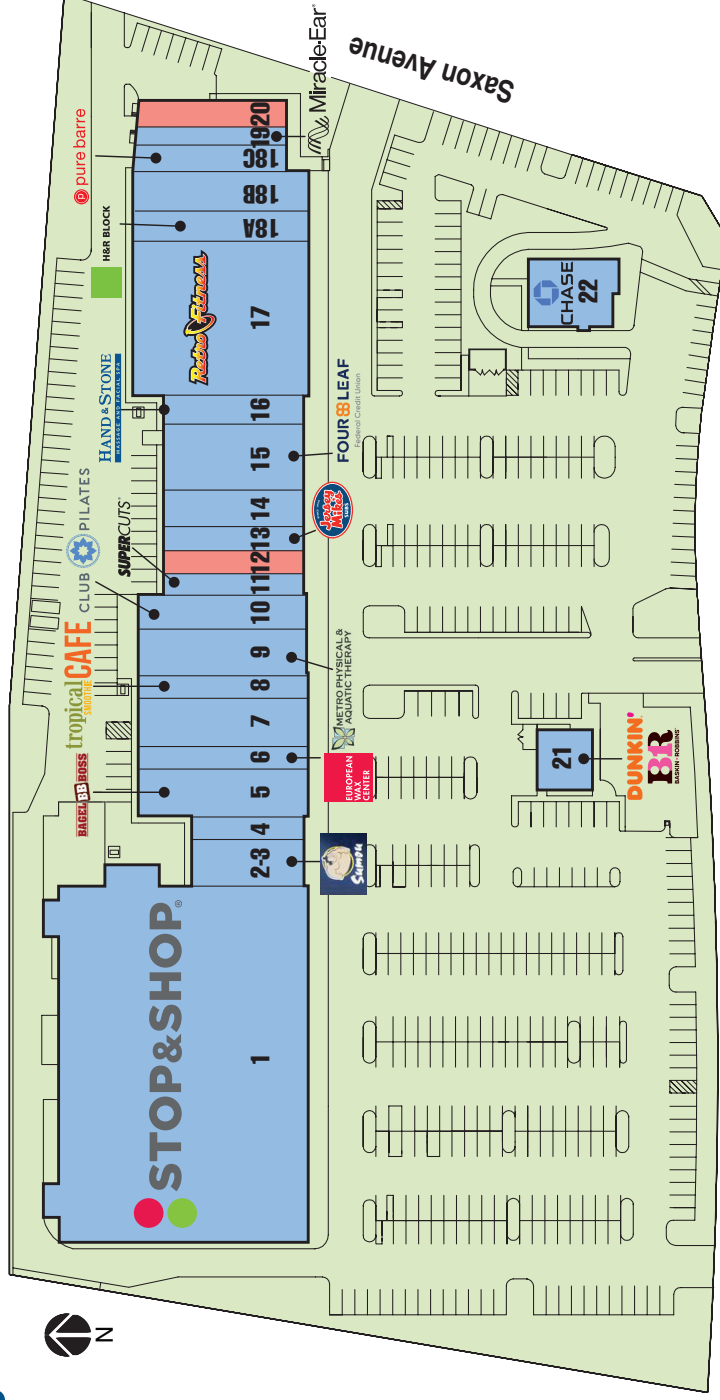 Saxon Avenue
Miracle-Ear®
pure barre
H&R BLOCK
HAND & STONE
MASSAGE AND FACIAL SPA
CLUB PILATES
SUPERCUTS®
tropical
SMOOTHIE CAFE
BAGEL BB BOSS
STOP&SHOP®
1
2-3
4
5
6
7
8
9
10
11
12
13
14
15
16
17
18A
18B
18C
19
20
Retro Fitness
FOUR LEAF
Federal Credit Union
Jersey Mike's
SUBS
METRO PHYSICAL &
AQUATIC THERAPY
EUROPEAN
WAX
CENTER
Sumou
CHASE
22
21
DUNKIN'
BR
BASKIN-ROBBINS
N